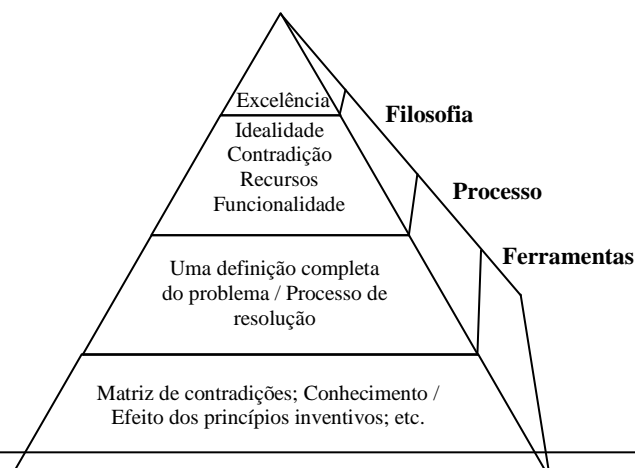 Excelência
Filosofia
Idealidade
Contradição
Recursos
Funcionalidade
Processo
Uma definição completa
do problema / Processo de
resolução
Ferramentas
Matriz de contradições; Conhecimento /
Efeito dos princípios inventivos; etc.